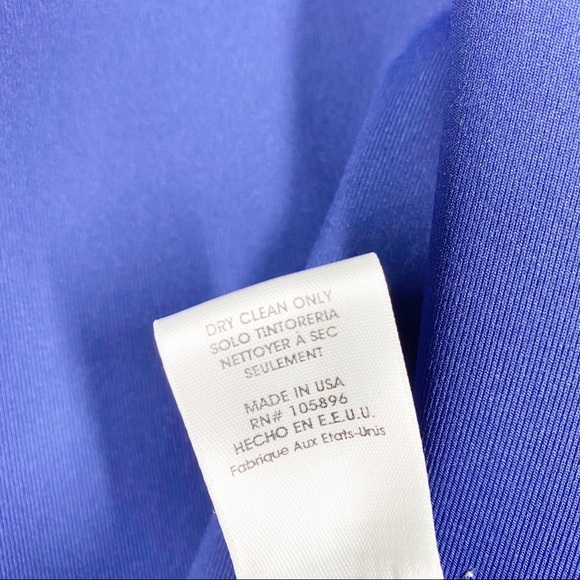 DRY CLEAN ONLY
SOLO TINTORERIA
NETTOYER À SEC
SEULEMENT
MADE IN USA
RN# 105896
HECHO EN E.E.U.U.
Fabrique Aux Etats-Unis